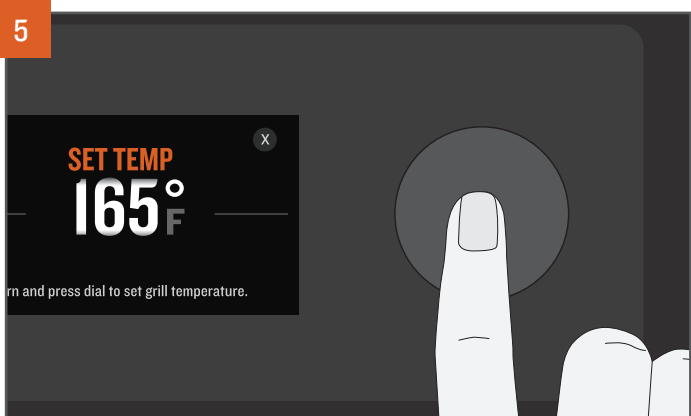 5
X
SET TEMP
165°F
rn and press dial to set grill temperature.